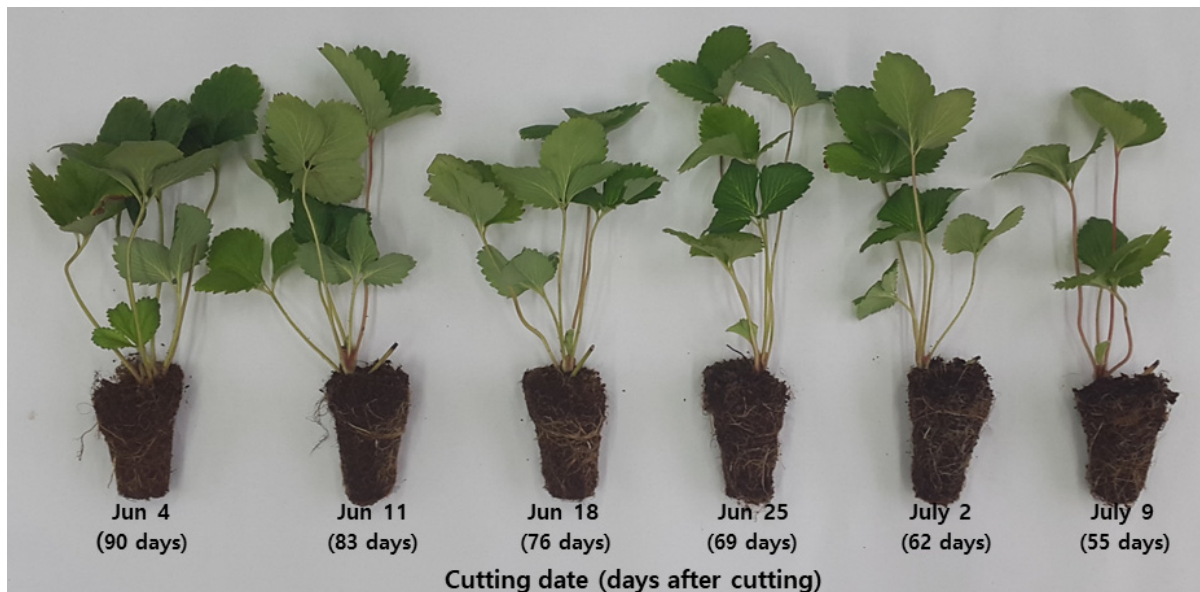 Jun 4
(90 days)
Jun 11
(83 days)
Jun 18
(76 days)
Jun 25
(69 days)
July 2
(62 days)
July 9
(55 days)
Cutting date (days after cutting)